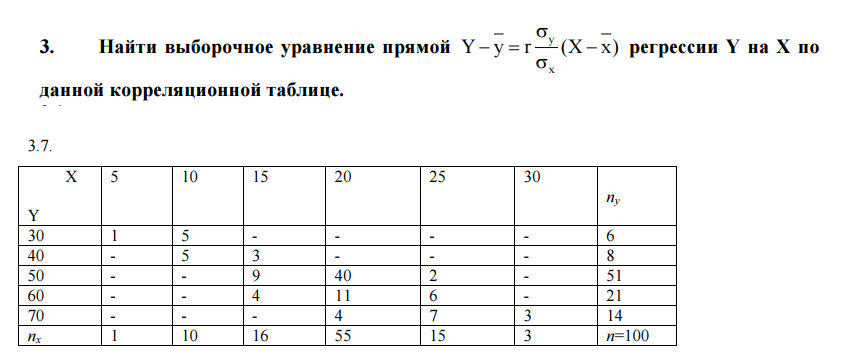 3. Найти выборочное уравнение прямой Y − y̅ = r σy/σx (X − x̅) регрессии Y на X по
данной корреляционной таблице.
3.7.
X 5 10 15 20 25 30 ny
Y
30 1 5 - - - - 6
40 - 5 3 - - - 8
50 - - 9 40 2 - 51
60 - - 4 11 6 - 21
70 - - - 4 7 3 14
nx 1 10 16 55 15 3 n=100